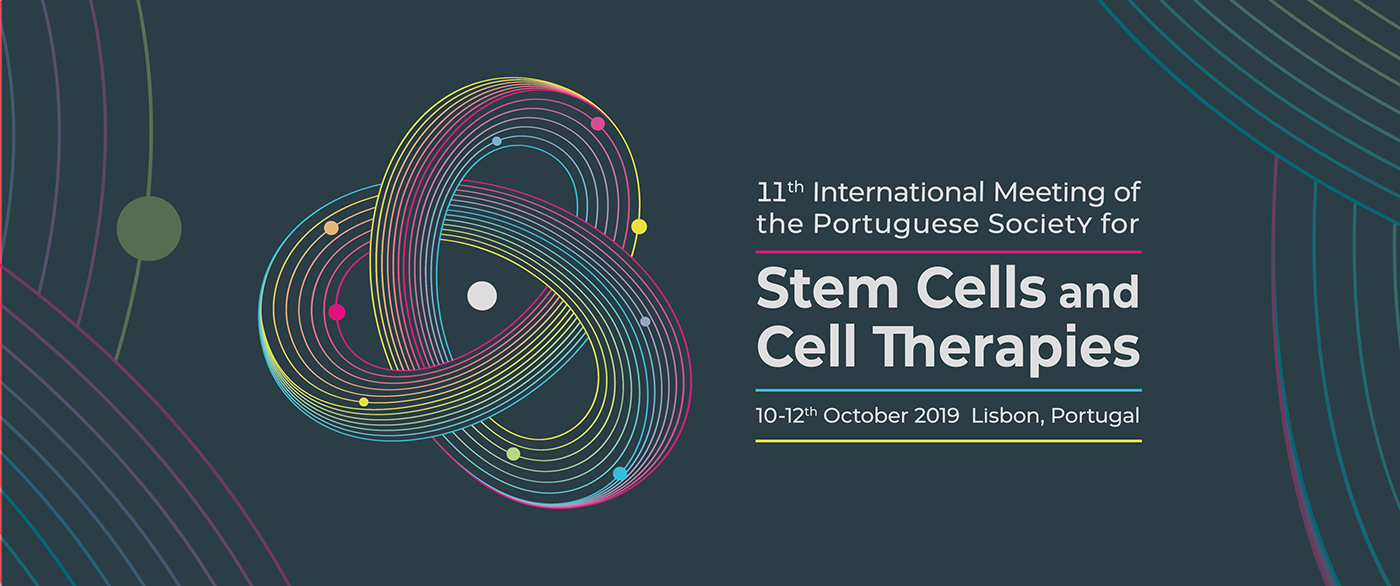 11th International Meeting of
the Portuguese Society for
Stem Cells and
Cell Therapies
10-12th October 2019 Lisbon, Portugal